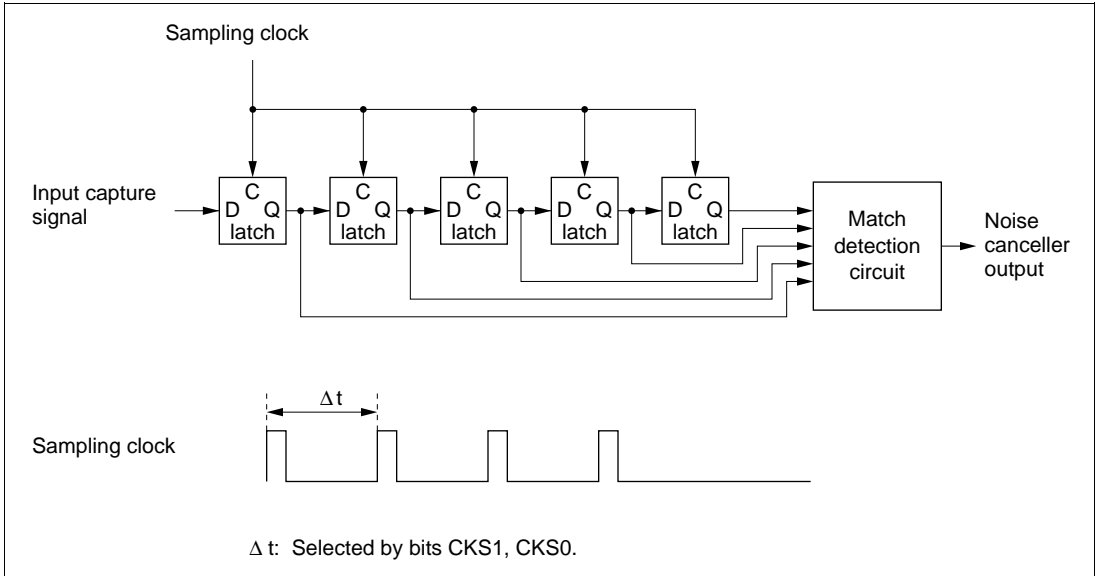 Sampling clock
Input capture
signal
C
D Q
latch
C
D Q
latch
C
D Q
latch
C
D Q
latch
C
D Q
latch
Match
detection
circuit
Noise
canceller
output
Δ t
Sampling clock
Δ t: Selected by bits CKS1, CKS0.